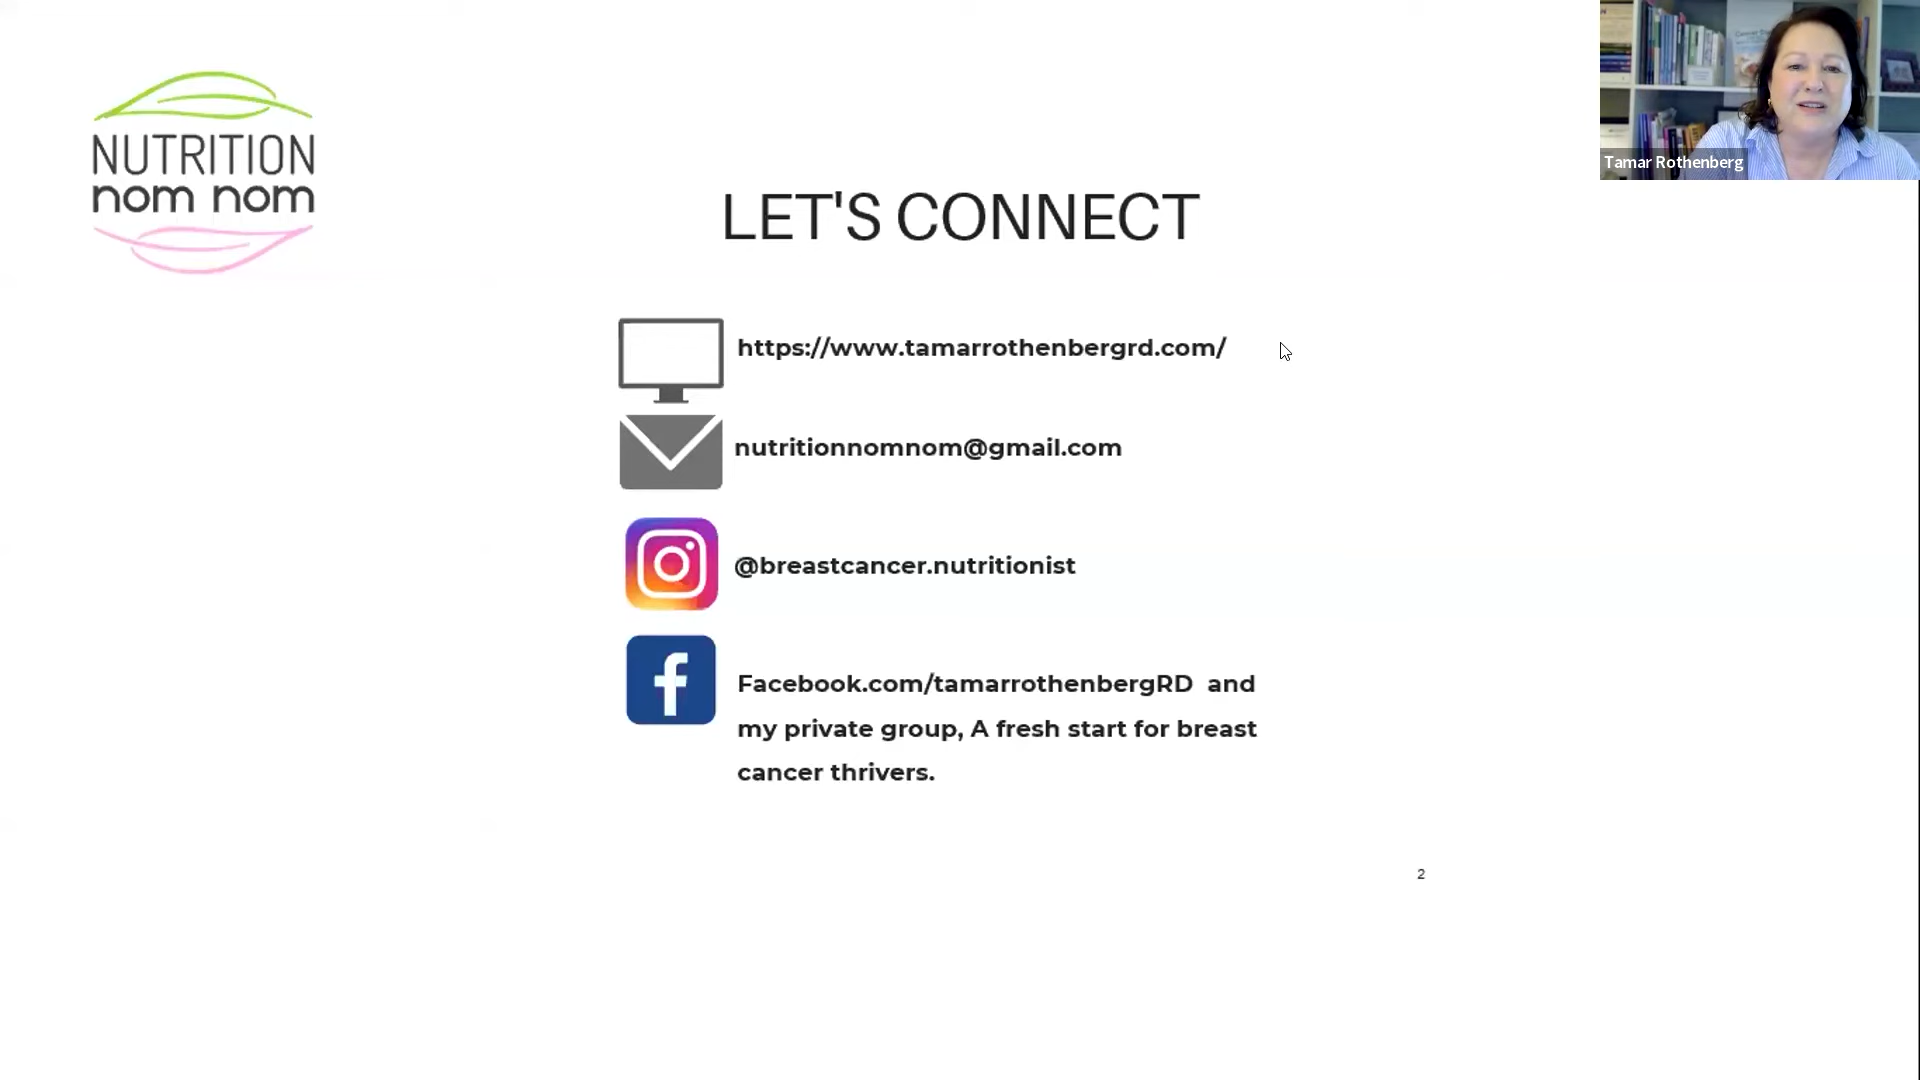 NUTRITION
nom nom
Tamar Rothenberg
LET'S CONNECT
https://www.tamarrothenbergrd.com/
nutritionnomnom@gmail.com
@breastcancer.nutritionist
Facebook.com/tamarrothenbergRD and
my private group, A fresh start for breast
cancer thrivers.
2